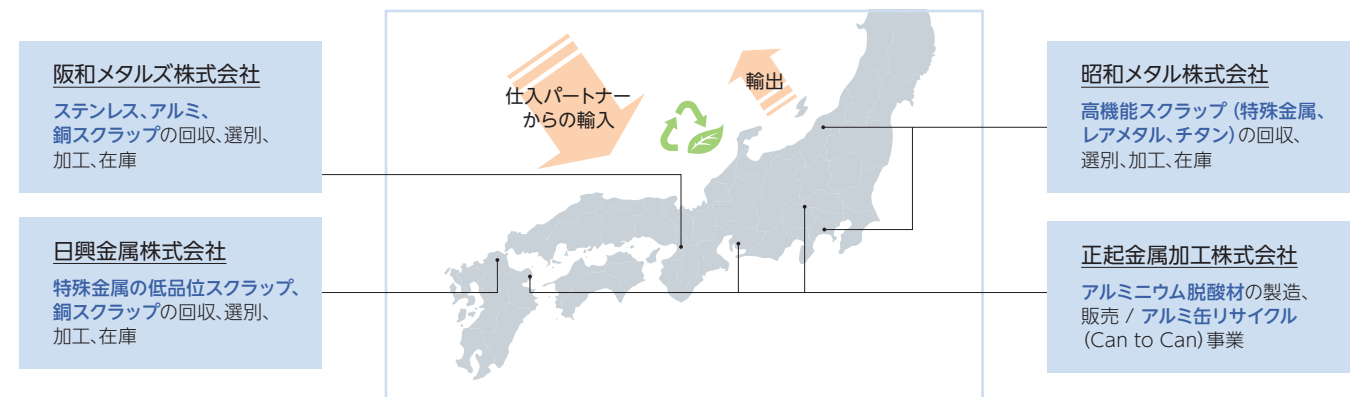 阪和メタルズ株式会社
ステンレス、アルミ、
銅スクラップの回収、選別、
加工、在庫
日興金属株式会社
特殊金属の低品位スクラップ、
銅スクラップの回収、選別、
加工、在庫
仕入パートナー
からの輸入
輸出
昭和メタル株式会社
高機能スクラップ（特殊金属、
レアメタル、チタン）の回収、
選別、加工、在庫
正起金属加工株式会社
アルミニウム脱酸材の製造、
販売 / アルミ缶リサイクル
（Can to Can）事業